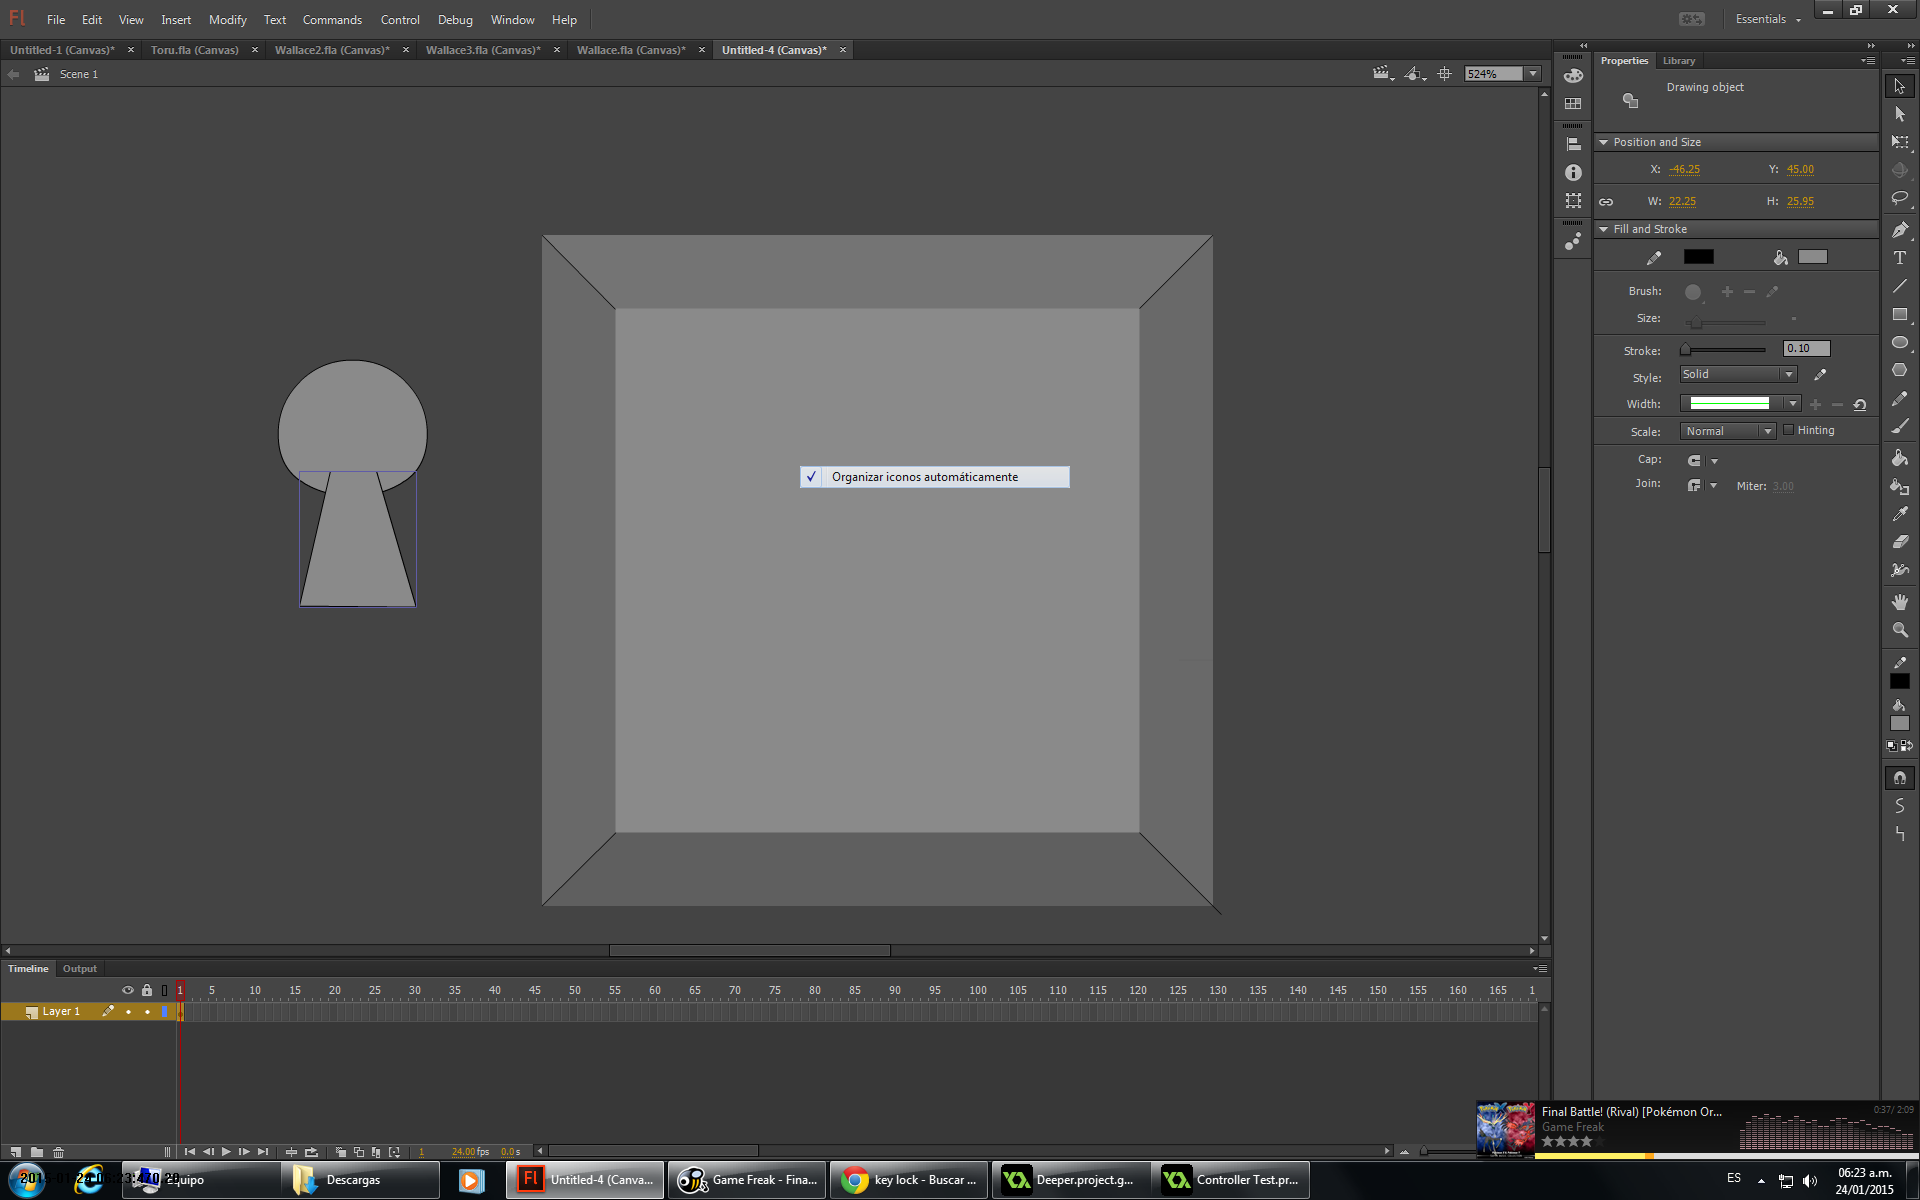 Fl File Edit View Insert Modify Text Commands Control Debug Window Help Essentials
Untitled-1 (Canvas)* Toru.fla (Canvas) Wallace2.fla (Canvas)* Wallace3.fla (Canvas)* Wallace.fla (Canvas)* Untitled-4 (Canvas)*
Scene 1 524%
Properties Library
Drawing object
Position and Size
X: -46.25 Y: 45.00
W: 22.25 H: 25.95
Fill and Stroke
Brush:
Size: -
Stroke: 0.10
Style: Solid
Width:
Scale: Normal Hinting
Cap:
Join: Miter: 3.00
Organizar iconos automáticamente
Timeline Output
1 5 10 15 20 25 30 35 40 45 50 55 60 65 70 75 80 85 90 95 100 105 110 115 120 125 130 135 140 145 150 155 160 165 1
Layer 1
1 24.00 fps 0.0 s
Final Battle! (Rival) [Pokémon Or... 0:37/ 2:09
Game Freak
Equipo Descargas Untitled-4 (Canva... Game Freak - Fina... key lock - Buscar ... Deeper.project.g... Controller Test.pr... ES
06:23 a.m.
24/01/2015